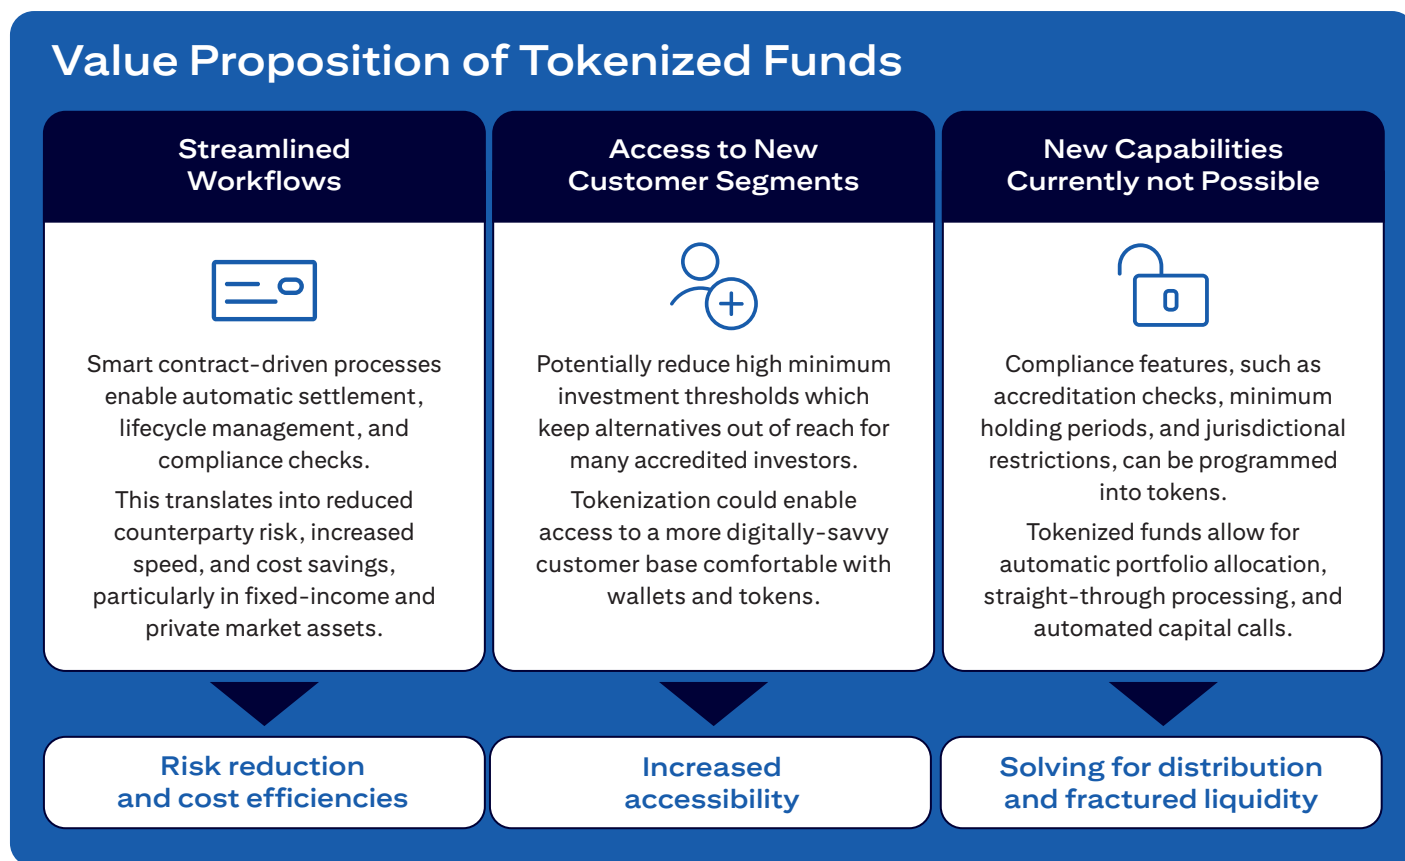 Value Proposition of Tokenized Funds
Streamlined
Workflows
Smart contract-driven processes
enable automatic settlement,
lifecycle management, and
compliance checks.
This translates into reduced
counterparty risk, increased
speed, and cost savings,
particularly in fixed-income and
private market assets.
Risk reduction
and cost efficiencies
Access to New
Customer Segments
Potentially reduce high minimum
investment thresholds which
keep alternatives out of reach for
many accredited investors.
Tokenization could enable
access to a more digitally-savvy
customer base comfortable with
wallets and tokens.
Increased
accessibility
New Capabilities
Currently not Possible
Compliance features, such as
accreditation checks, minimum
holding periods, and jurisdictional
restrictions, can be programmed
into tokens.
Tokenized funds allow for
automatic portfolio allocation,
straight-through processing, and
automated capital calls.
Solving for distribution
and fractured liquidity